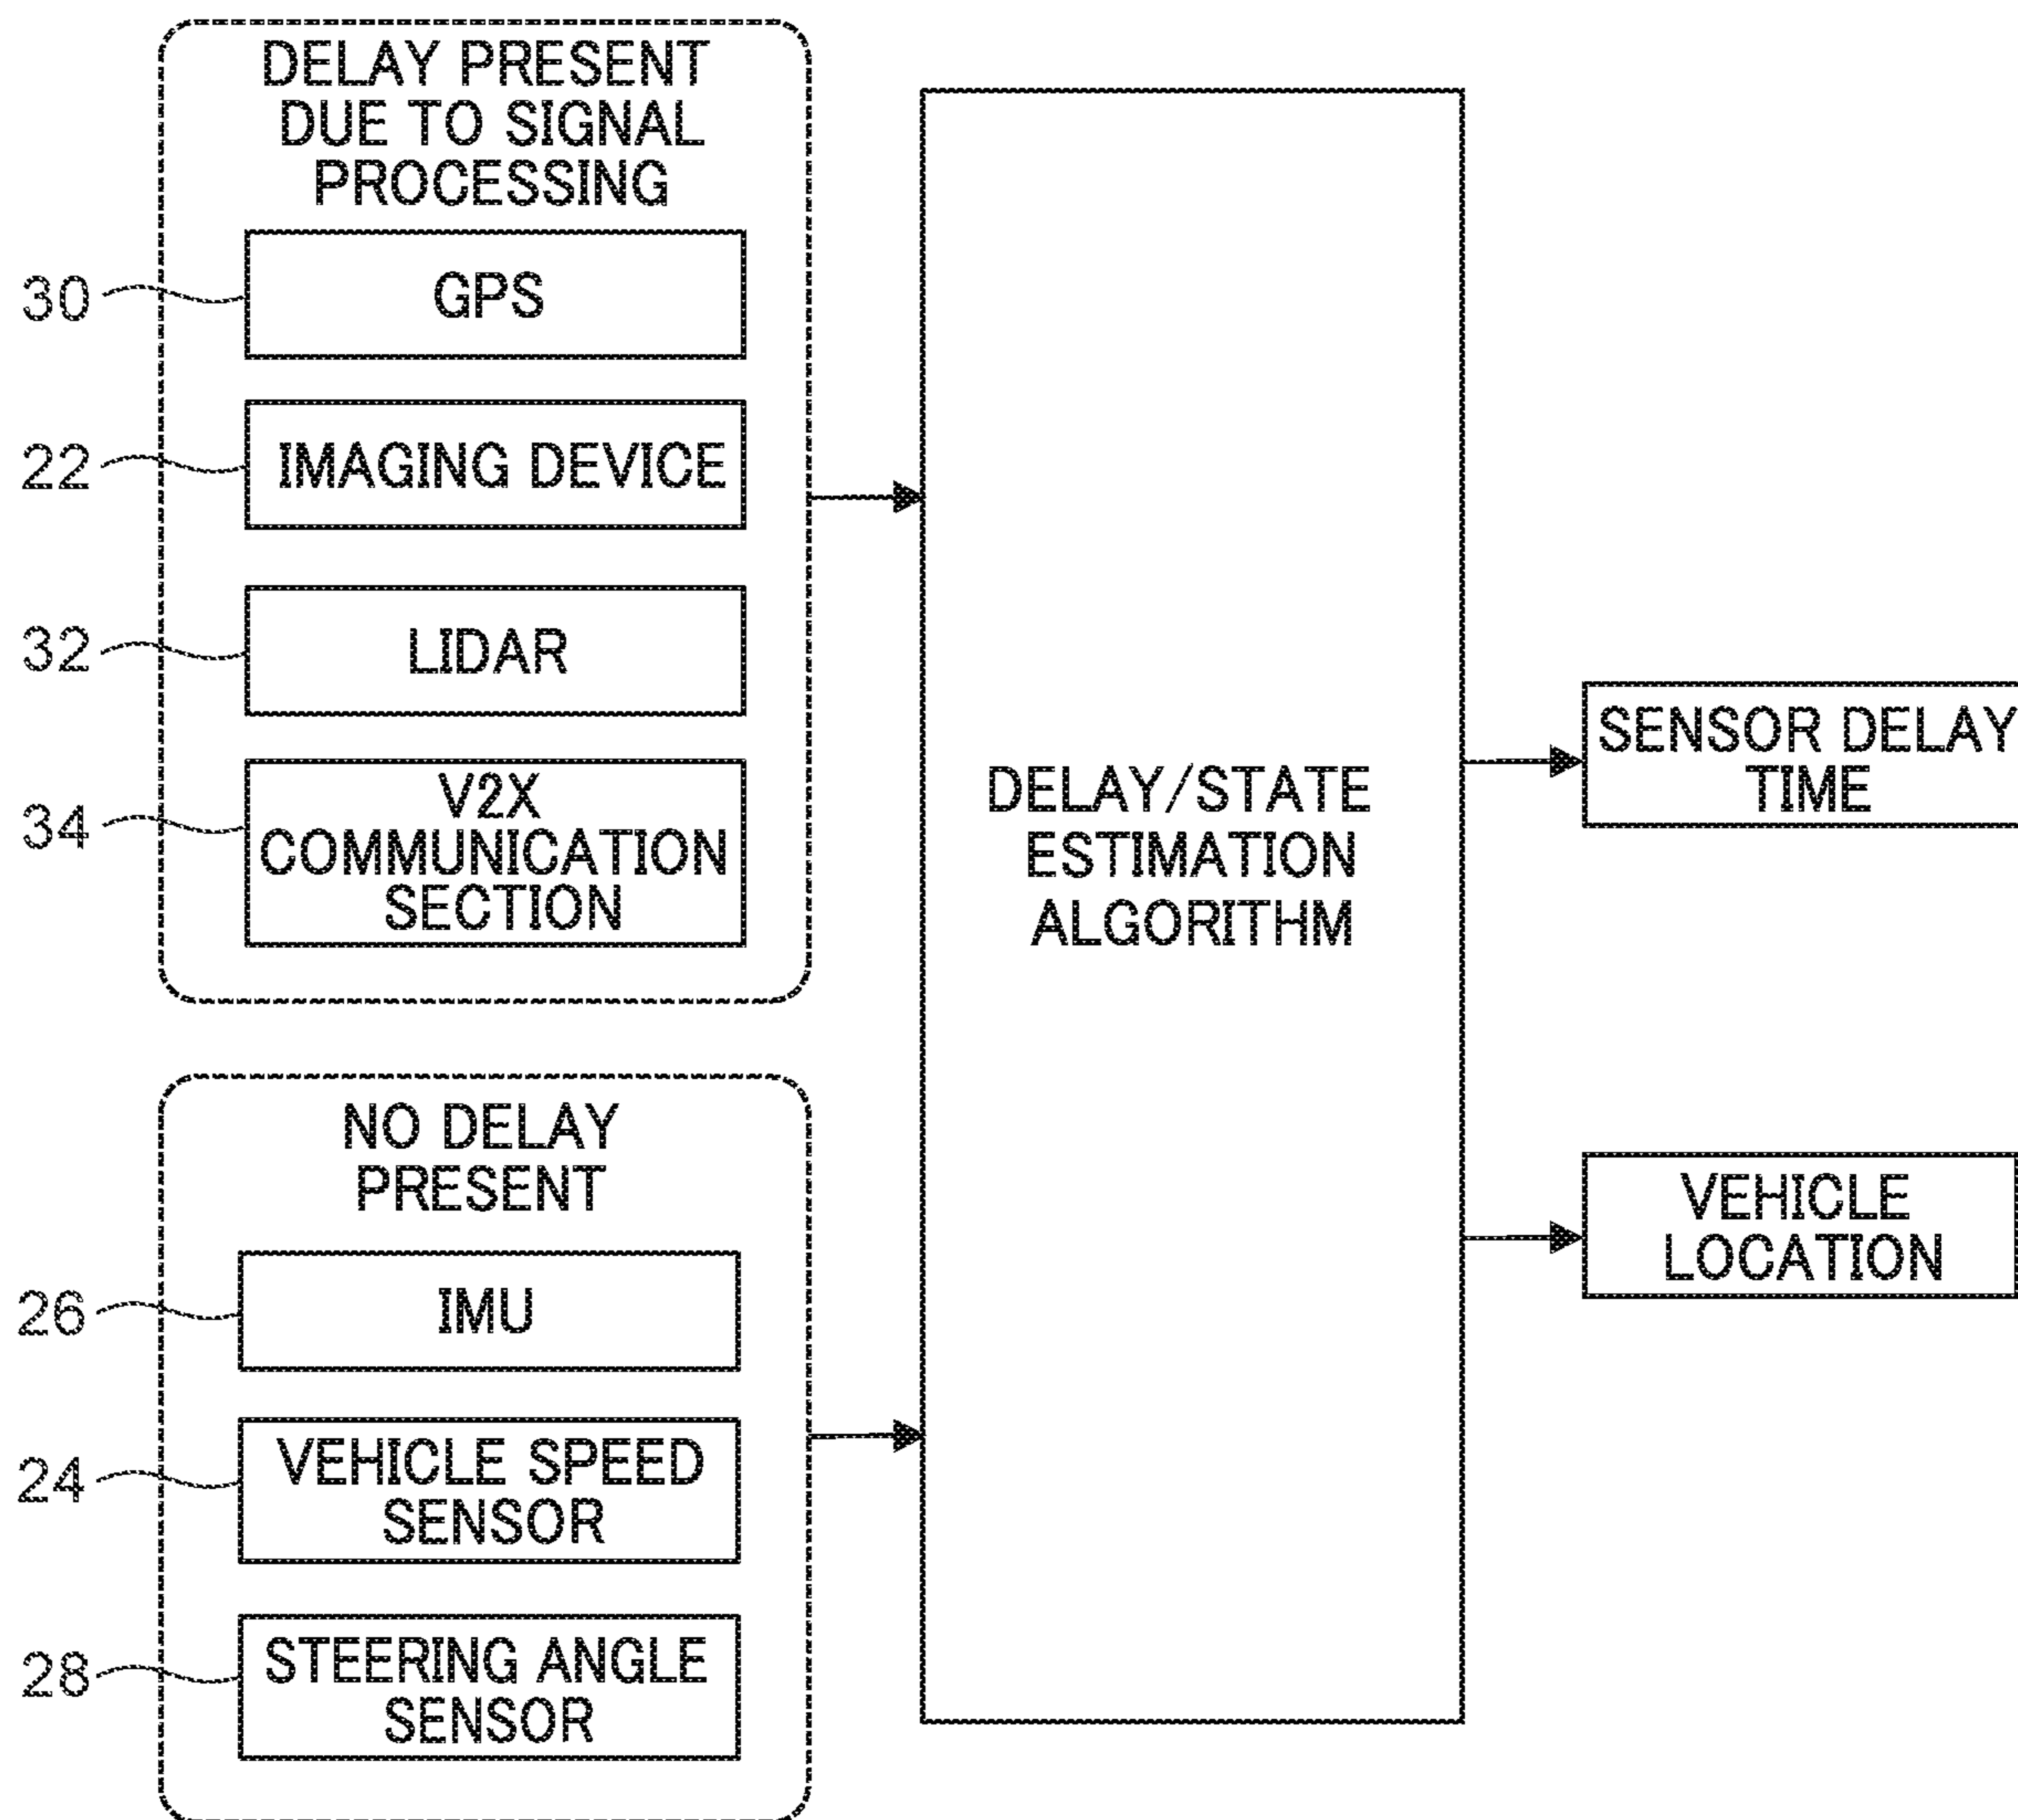 DELAY PRESENT
DUE TO SIGNAL
PROCESSING
30
GPS
22
IMAGING DEVICE
32
LIDAR
34
V2X
COMMUNICATION
SECTION
NO DELAY
PRESENT
26
IMU
24
VEHICLE SPEED
SENSOR
28
STEERING ANGLE
SENSOR
DELAY/STATE
ESTIMATION
ALGORITHM
SENSOR DELAY
TIME
VEHICLE
LOCATION